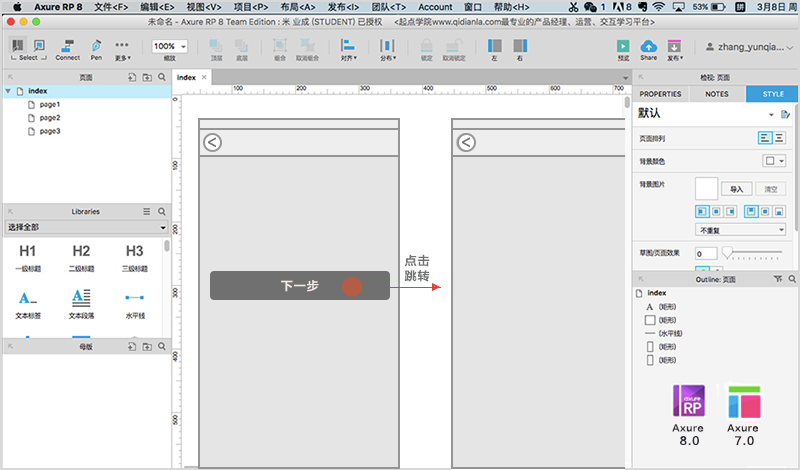 Axure RP 8 文件<F> 编辑<E> 视图<V> 项目<P> 布局<A> 发布<I> 团队<T> Account 窗口 帮助<H> 1 8 53% 拼 3月8日 周
未命名 - Axure RP 8 Team Edition : 米 业成 (STUDENT) 已授权 <起点学院www.qidianla.com最专业的产品经理、运营、交互学习平台>
Select Connect Pen 更多 100% 缩放 顶层 底层 组合 取消组合 对齐 分布 锁定 取消锁定 左 右 预览 Share 发布 zhang_yunqia...
页面
index
page1
page2
page3
Libraries
选择全部
H1 H2 H3
一级标题 二级标题 三级标题
A
文本标签 文本段落 水平线
母版
index
0 100 200 300 400 500 600 700
0
100
200
300
400
500
<
下一步
点击
跳转
<
检视: 页面
PROPERTIES NOTES STYLE
默认
页面排列
背景颜色
背景图片 导入 清空
不重复
草图/页面效果 0
Outline: 页面
index
A (矩形)
(矩形)
(水平线)
(矩形)
(矩形)
AXURE
RP
Axure Axure
8.0 7.0